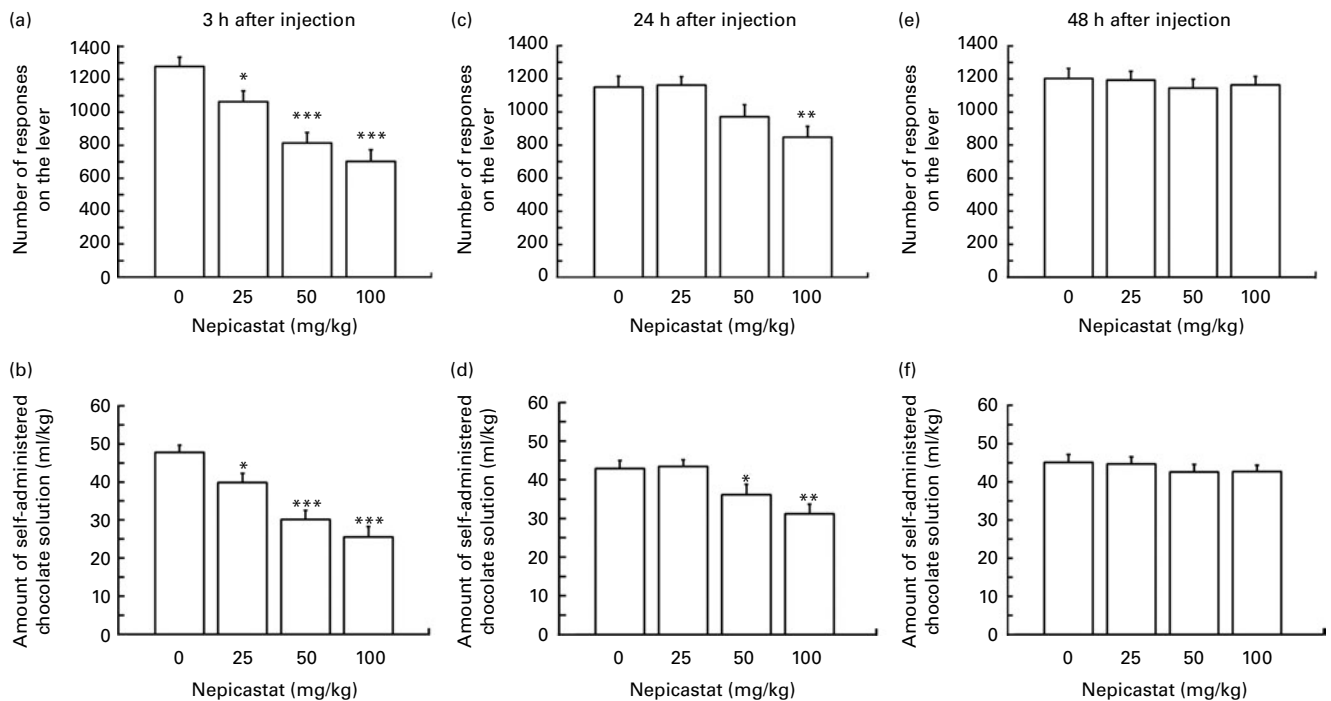 (a)
3 h after injection
Number of responses
on the lever
1400
1200
1000
800
600
400
200
0
*
***
***
0 25 50 100
Nepicastat (mg/kg)
(c)
24 h after injection
Number of responses
on the lever
1400
1200
1000
800
600
400
200
0
**
0 25 50 100
Nepicastat (mg/kg)
(e)
48 h after injection
Number of responses
on the lever
1400
1200
1000
800
600
400
200
0
0 25 50 100
Nepicastat (mg/kg)
(b)
Amount of self-administered
chocolate solution (ml/kg)
60
50
40
30
20
10
0
*
***
***
0 25 50 100
Nepicastat (mg/kg)
(d)
Amount of self-administered
chocolate solution (ml/kg)
60
50
40
30
20
10
0
*
**
0 25 50 100
Nepicastat (mg/kg)
(f)
Amount of self-administered
chocolate solution (ml/kg)
60
50
40
30
20
10
0
0 25 50 100
Nepicastat (mg/kg)